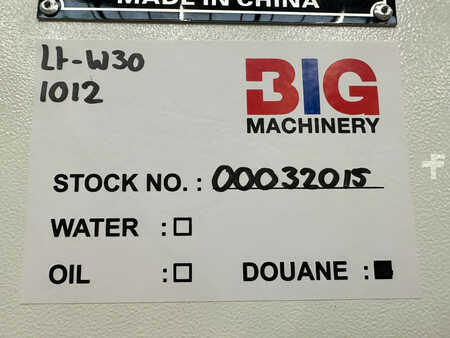 MADE IN CHINA
Lt-W30
1012
BIG
MACHINERY
STOCK NO. : 00032015
WATER : ☐
OIL : ☐ DOUANE : ■
F